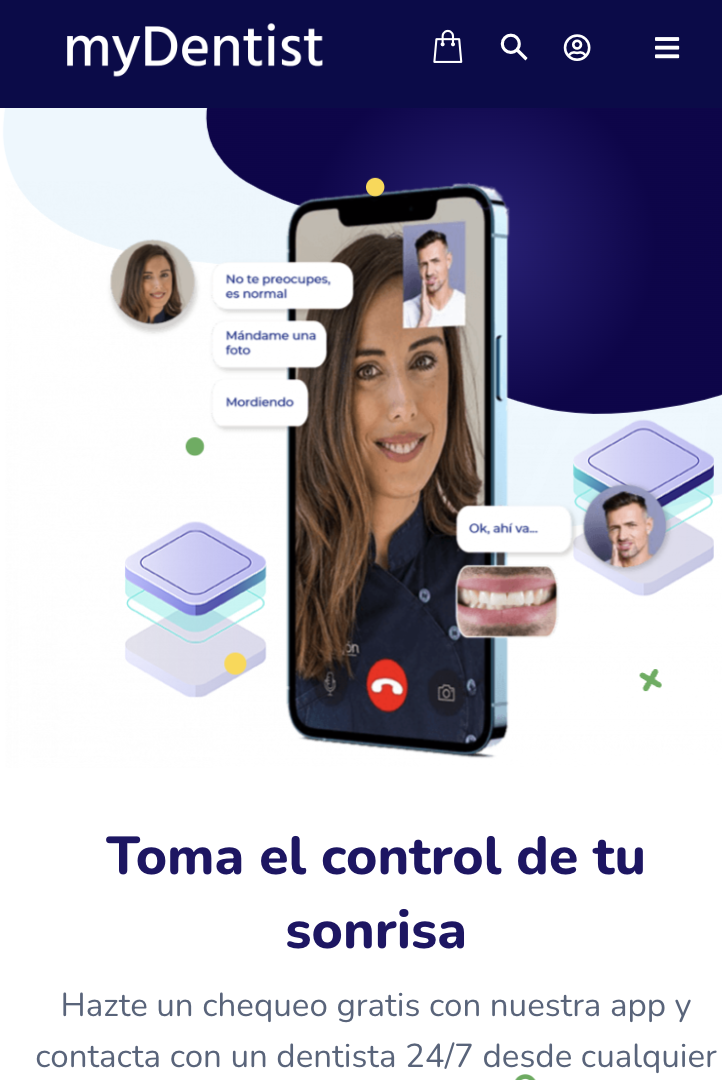 myDentist
No te preocupes,
es normal
Mándame una
foto
Mordiendo
Ok, ahí va...
ón
Toma el control de tu
sonrisa
Hazte un chequeo gratis con nuestra app y
contacta con un dentista 24/7 desde cualquier